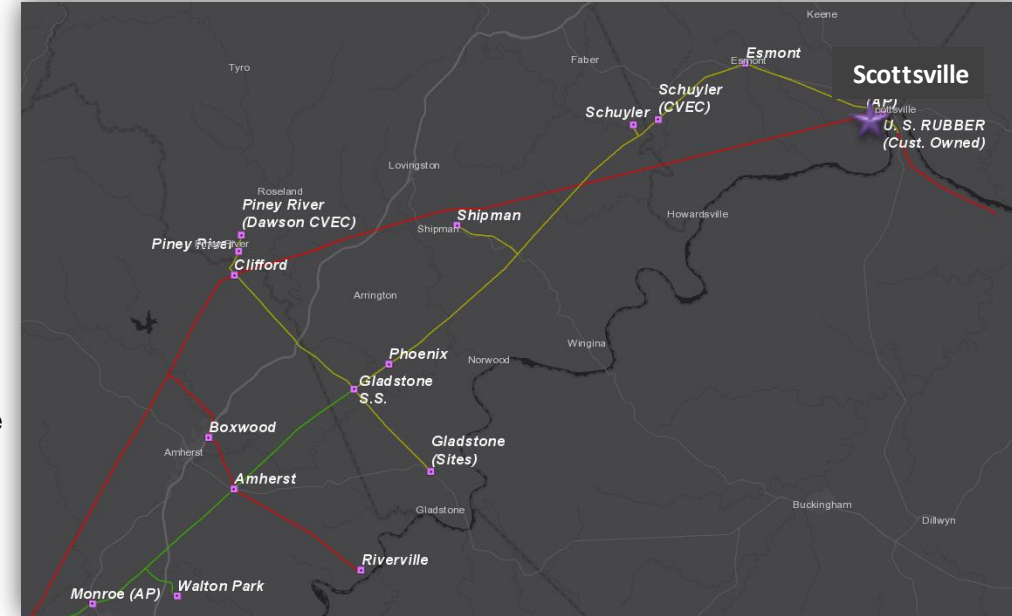 Keene
Tyro
Faber
Esmont
Esmont
Scottsville
(AP)
Schuyler
(CVEC)
Schuyler
U. S. RUBBER
(Cust. Owned)
Lovingston
Roseland
Piney River
(Dawson CVEC)
Shipman
Shipman
Howardsville
Piney River
Clifford
Arrington
Wingina
Phoenix
Norwood
Gladstone
S.S.
Boxwood
Amherst
Gladstone
(Sites)
Amherst
Buckingham
Gladstone
Dillwyn
Riverville
Walton Park
Monroe (AP)